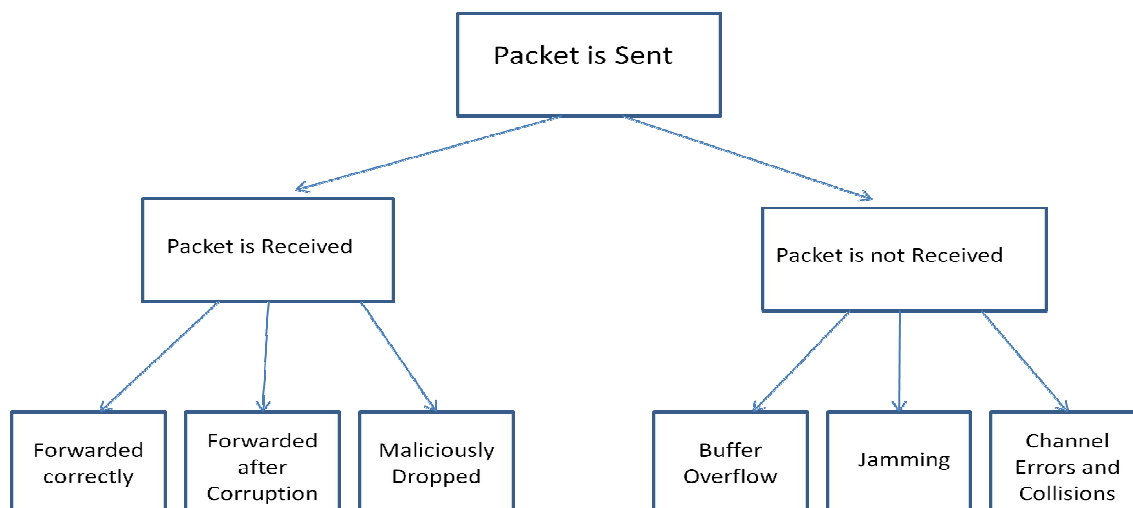 Packet is Sent
Packet is Received
Packet is not Received
Forwarded
correctly
Forwarded
after
Corruption
Maliciously
Dropped
Buffer
Overflow
Jamming
Channel
Errors and
Collisions